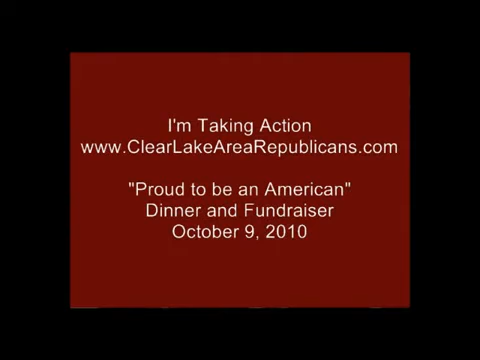 I'm Taking Action
www.ClearLakeAreaRepublicans.com
"Proud to be an American"
Dinner and Fundraiser
October 9, 2010